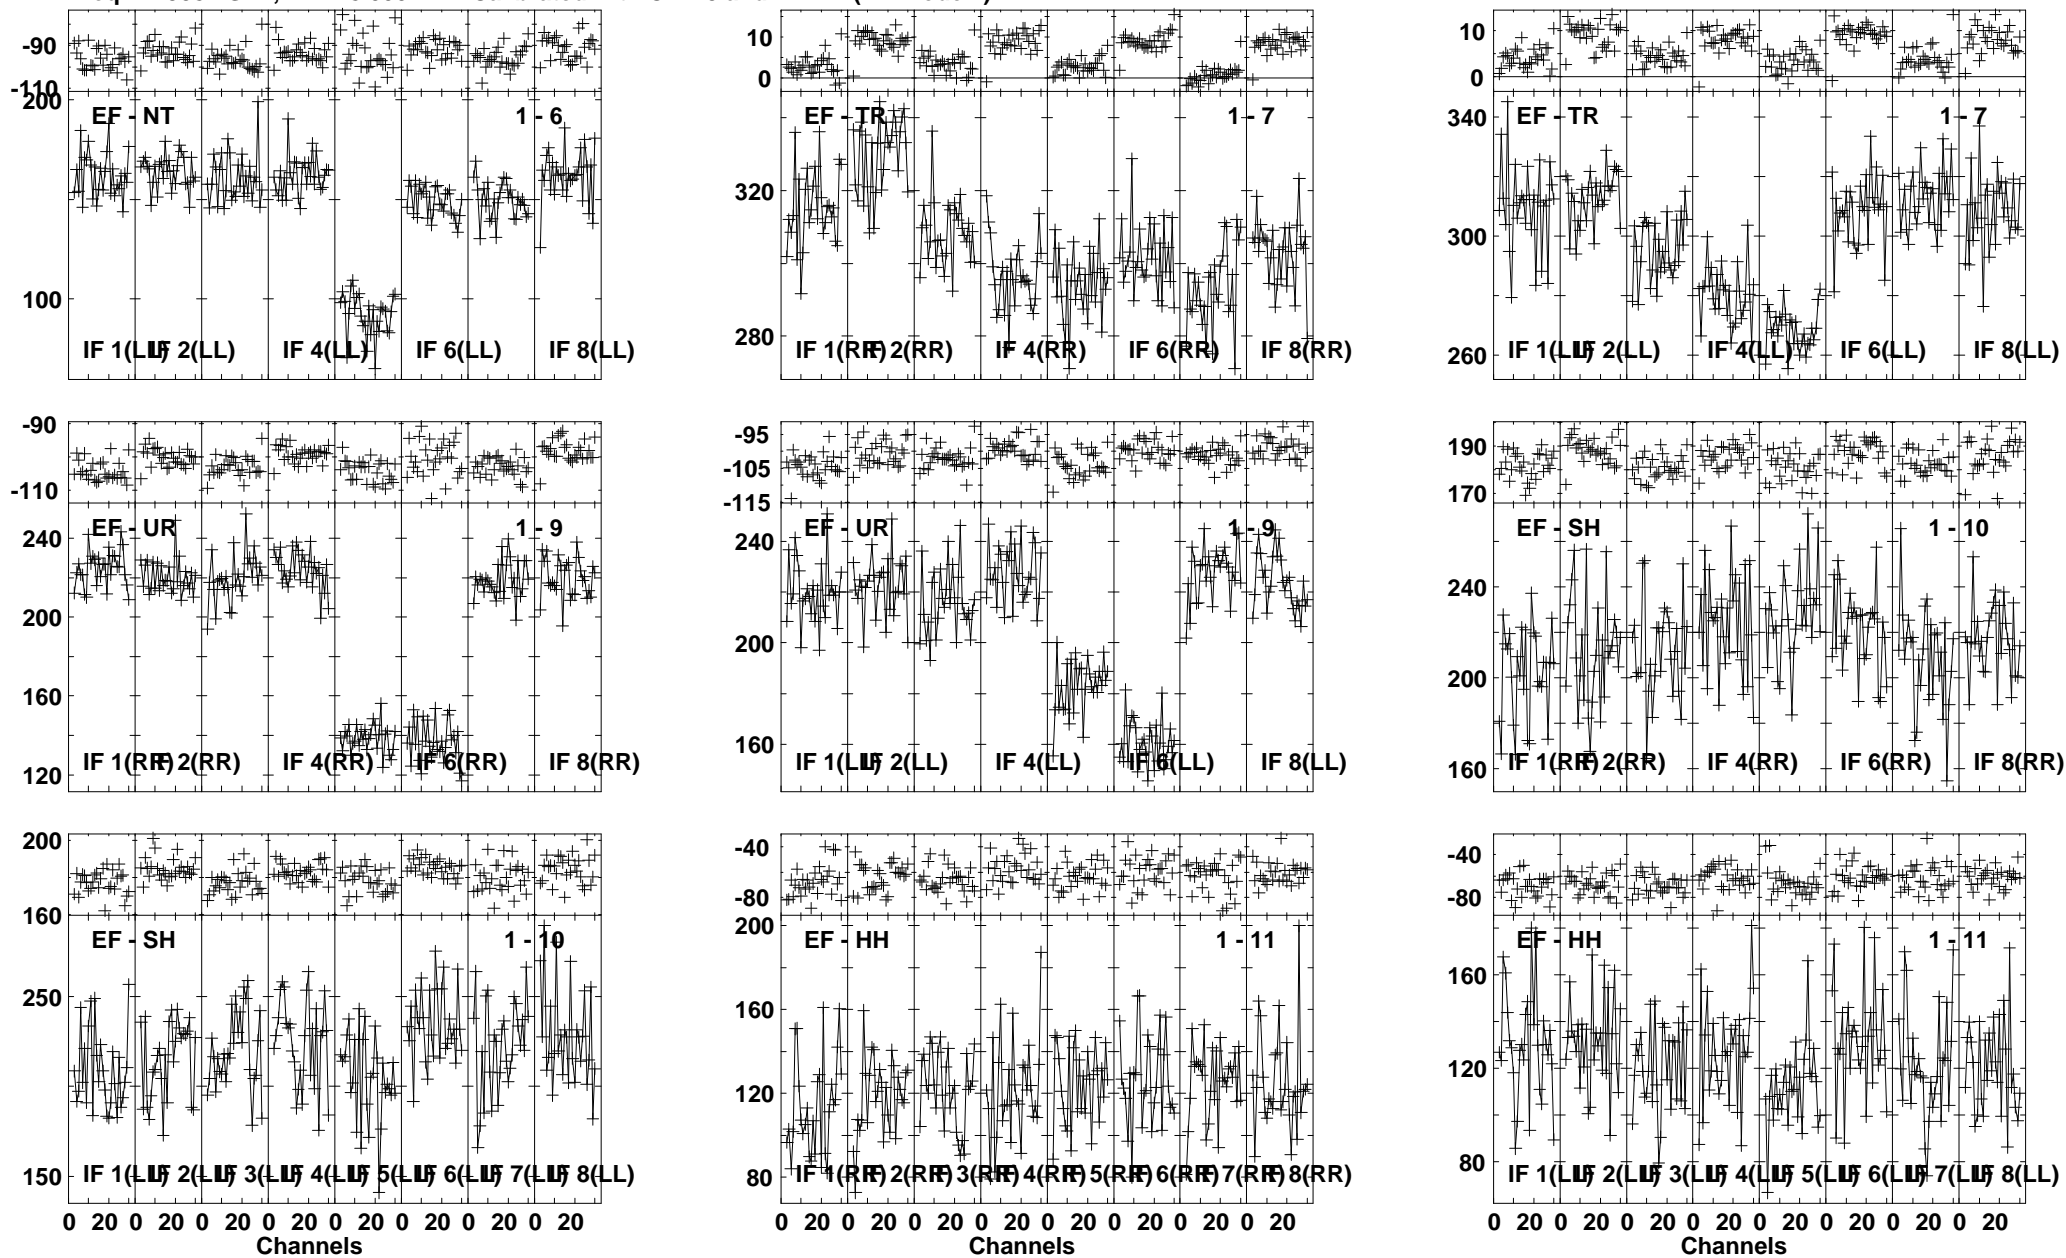 -90
-110
200
100
EF - NT 1 - 6
IF 1(LL) IF 2(LL) IF 4(LL) IF 6(LL) IF 8(LL)
10
0
320
280
EF - TR 1 - 7
IF 1(RR) IF 2(RR) IF 4(RR) IF 6(RR) IF 8(RR)
10
0
340
300
260
EF - TR 1 - 7
IF 1(LL) IF 2(LL) IF 4(LL) IF 6(LL) IF 8(LL)
-90
-110
240
200
160
120
EF - UR 1 - 9
IF 1(RR) IF 2(RR) IF 4(RR) IF 6(RR) IF 8(RR)
-95
-105
-115
240
200
160
EF - UR 1 - 9
IF 1(LL) IF 2(LL) IF 4(LL) IF 6(LL) IF 8(LL)
190
170
240
200
160
EF - SH 1 - 10
IF 1(RR) IF 2(RR) IF 4(RR) IF 6(RR) IF 8(RR)
200
160
250
150
EF - SH 1 - 10
IF 1(LL) IF 2(LL) IF 3(LL) IF 4(LL) IF 5(LL) IF 6(LL) IF 7(LL) IF 8(LL)
0 20 0 20 0 20 0 20 0 20 0 20 0 20 0 20
Channels
-40
-80
200
160
120
80
EF - HH 1 - 11
IF 1(RR) IF 2(RR) IF 3(RR) IF 4(RR) IF 5(RR) IF 6(RR) IF 7(RR) IF 8(RR)
0 20 0 20 0 20 0 20 0 20 0 20 0 20 0 20
Channels
-40
-80
160
120
80
EF - HH 1 - 11
IF 1(LL) IF 2(LL) IF 3(LL) IF 4(LL) IF 5(LL) IF 6(LL) IF 7(LL) IF 8(LL)
0 20 0 20 0 20 0 20 0 20 0 20 0 20 0 20
Channels